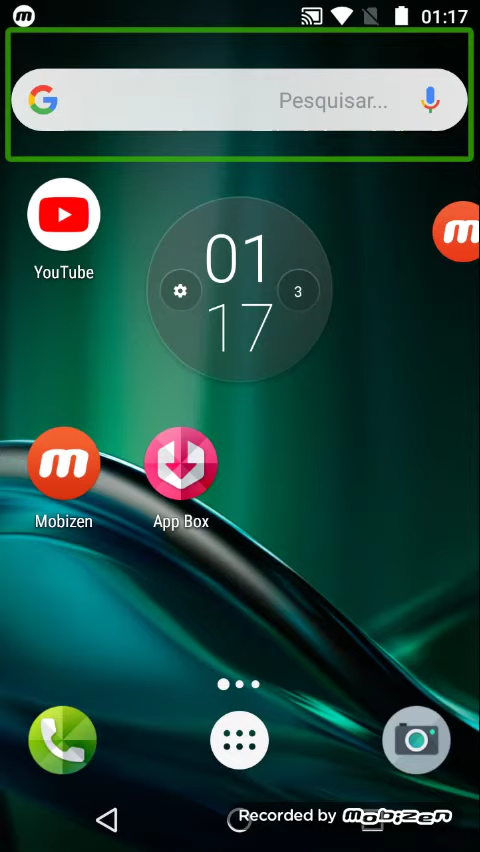 01:17
Pesquisar...
YouTube
01
17
3
Mobizen
App Box
Recorded by Mobizen